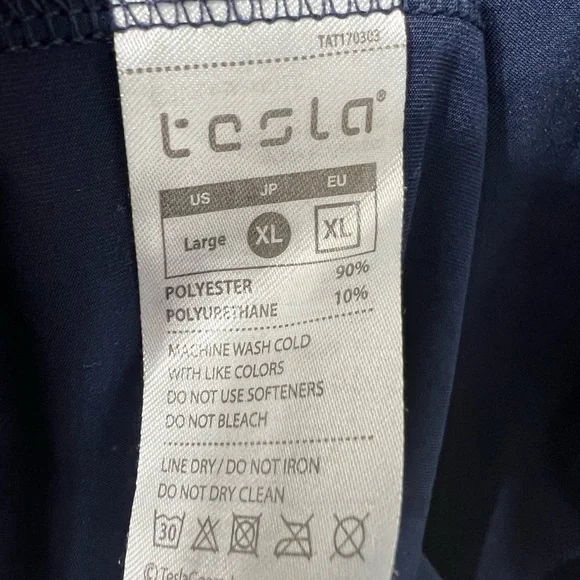 TAT170303
tesla®
US JP EU
Large XL XL
POLYESTER 90%
POLYURETHANE 10%
MACHINE WASH COLD
WITH LIKE COLORS
DO NOT USE SOFTENERS
DO NOT BLEACH
LINE DRY / DO NOT IRON
DO NOT DRY CLEAN
30